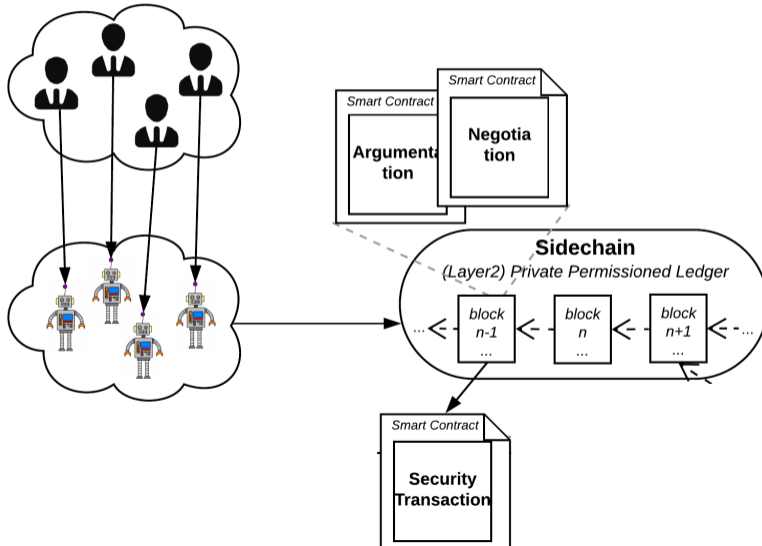 Smart Contract
Negotia
tion
Smart Contract
Argumenta
tion
Sidechain
(Layer2) Private Permissioned Ledger
...
block
n-1
...
block
n
...
block
n+1
...
...
Smart Contract
Security
Transaction